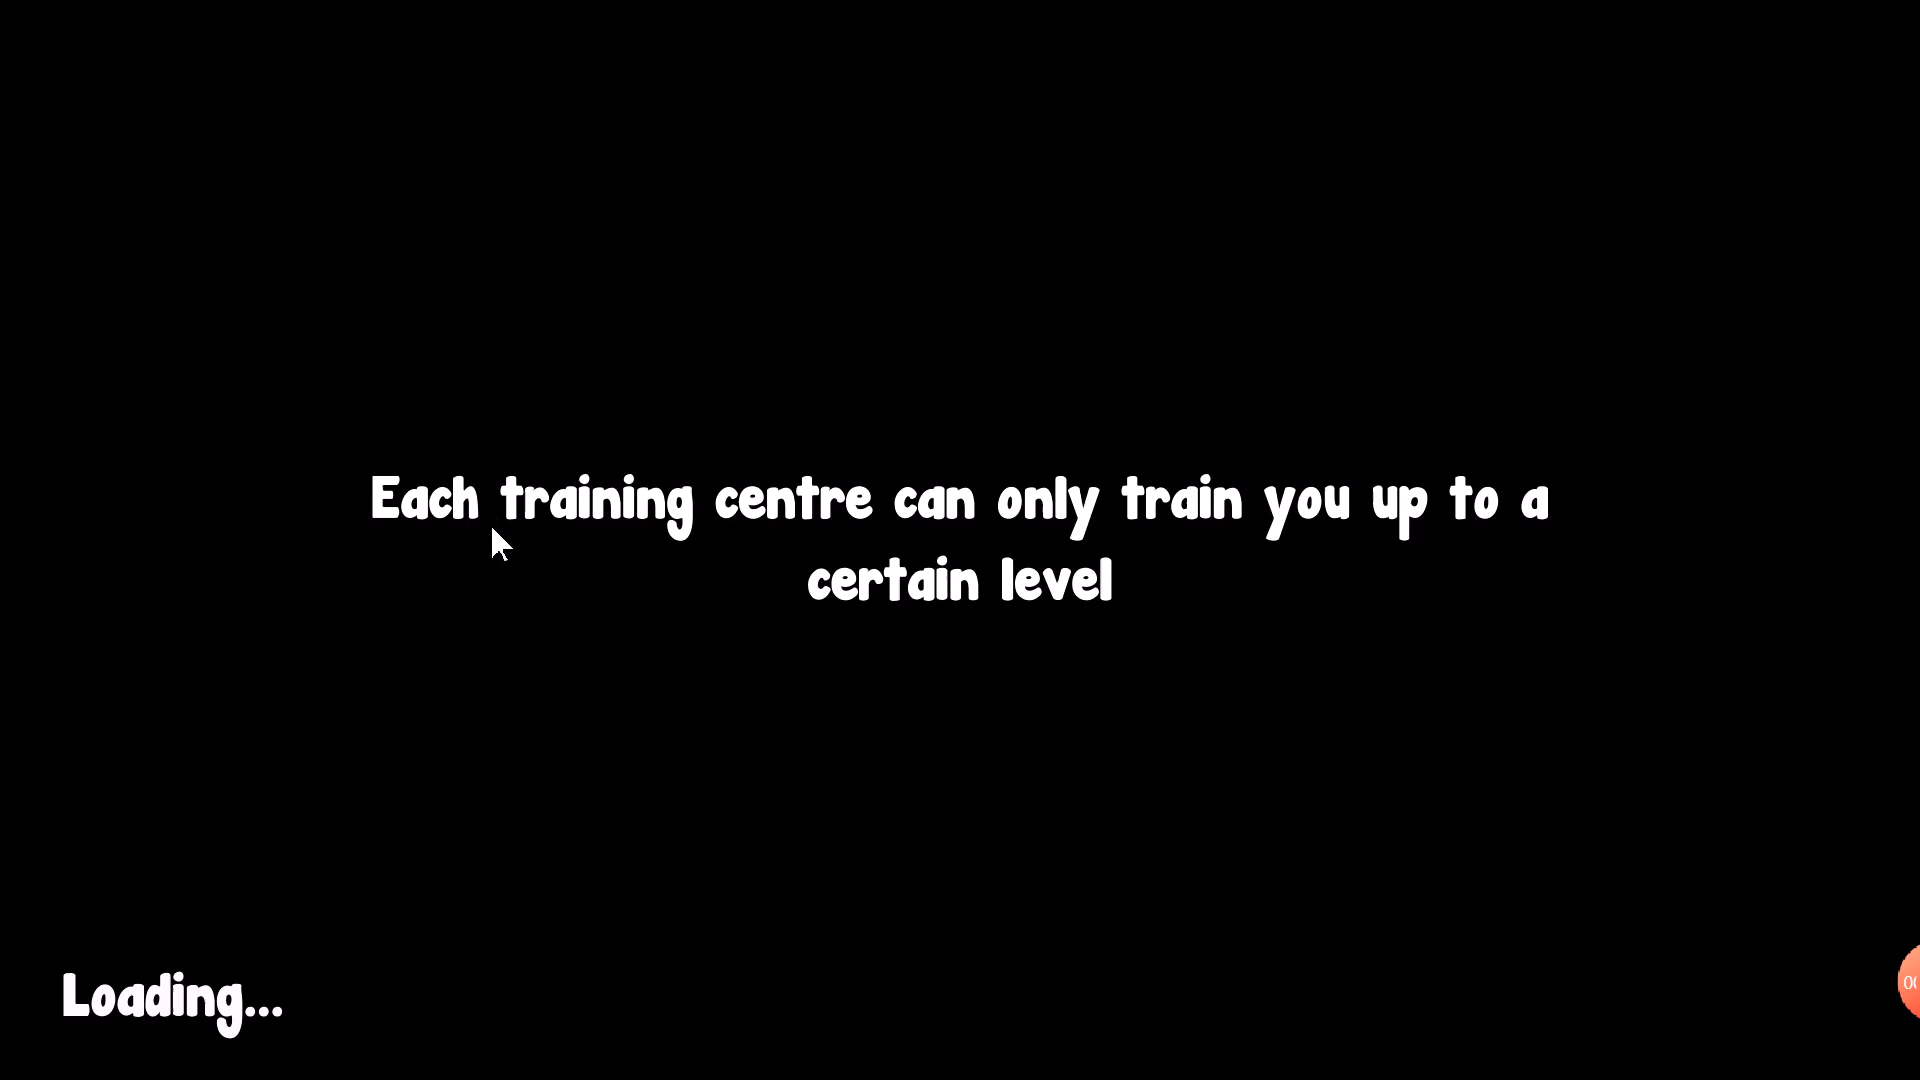 Each training centre can only train you up to a
certain level
Loading...